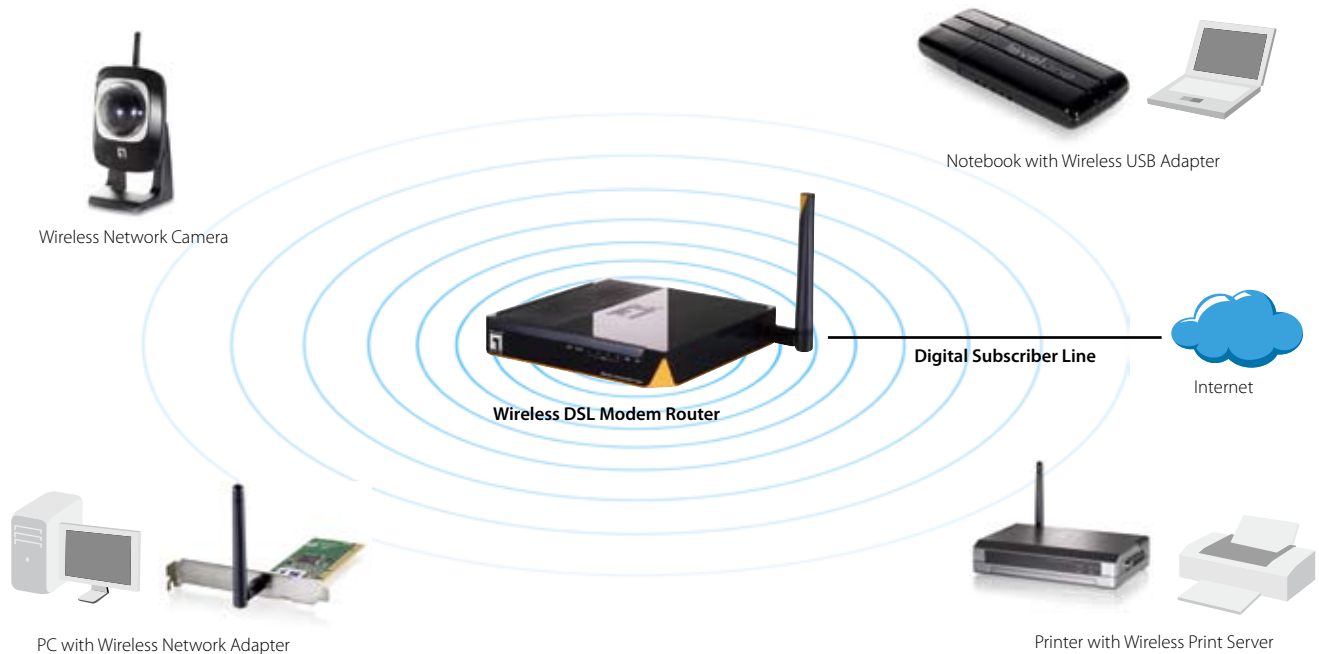 Notebook with Wireless USB Adapter
Wireless Network Camera
Digital Subscriber Line
Internet
Wireless DSL Modem Router
PC with Wireless Network Adapter
Printer with Wireless Print Server